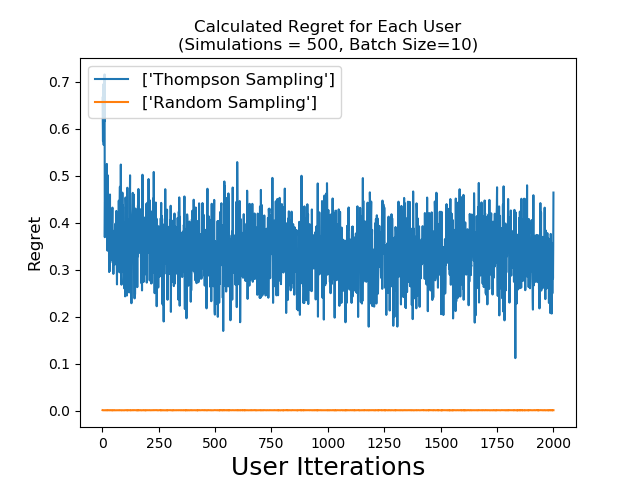 Calculated Regret for Each User
(Simulations = 500, Batch Size=10)
['Thompson Sampling']
['Random Sampling']
0.7
0.6
0.5
0.4
0.3
0.2
0.1
0.0
Regret
0 250 500 750 1000 1250 1500 1750 2000
User Itterations